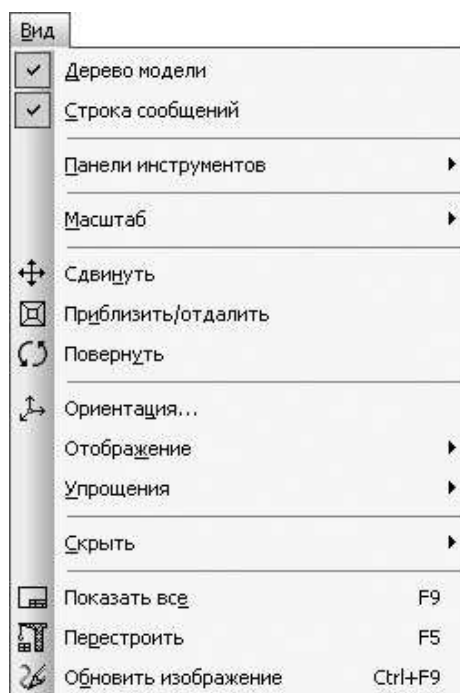 Вид
Дерево модели
Строка сообщений
Панели инструментов
Масштаб
Сдвинуть
Приблизить/отдалить
Повернуть
Ориентация...
Отображение
Упрощения
Скрыть
Показать все F9
Перестроить F5
Обновить изображение Ctrl+F9